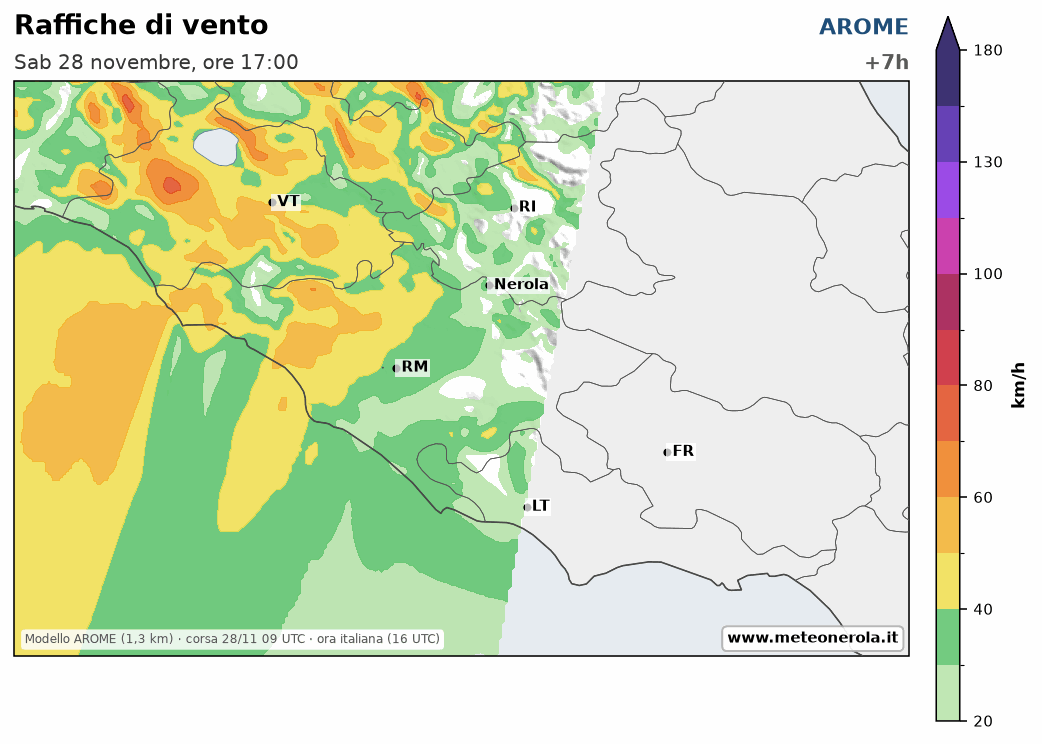 Raffiche di vento
AROME
Sab 28 novembre, ore 17:00
+7h
VT
RI
Nerola
RM
FR
LT
Modello AROME (1,3 km) · corsa 28/11 09 UTC · ora italiana (16 UTC)
www.meteonerola.it
180
130
100
80
60
40
20
km/h